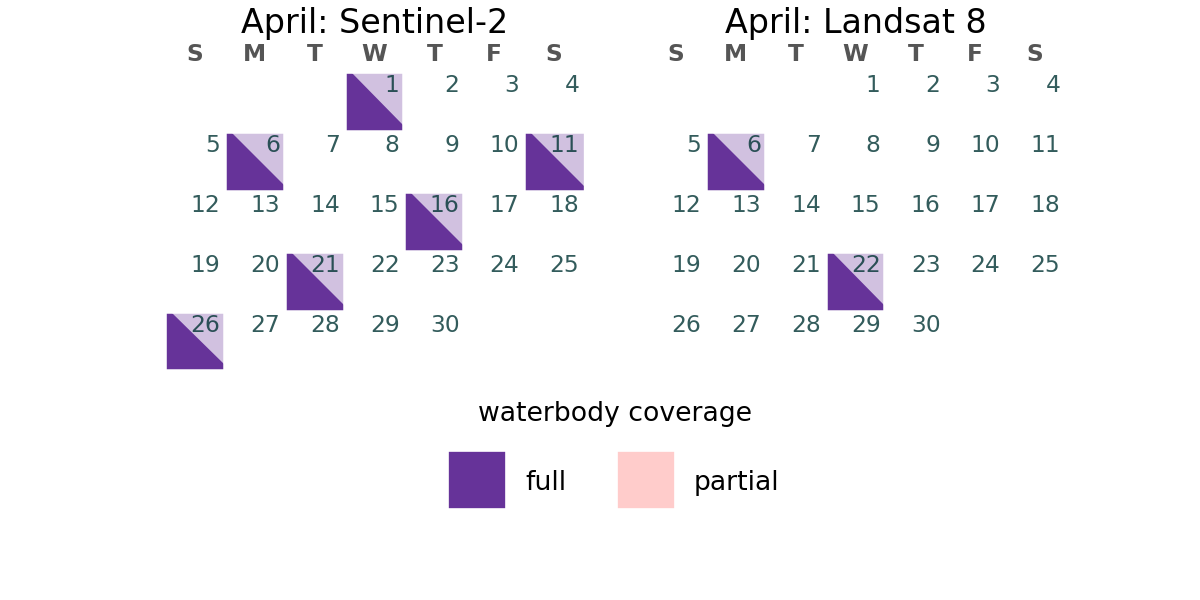 April: Sentinel-2
S M T W T F S
1 2 3 4
5 6 7 8 9 10 11
12 13 14 15 16 17 18
19 20 21 22 23 24 25
26 27 28 29 30
April: Landsat 8
S M T W T F S
1 2 3 4
5 6 7 8 9 10 11
12 13 14 15 16 17 18
19 20 21 22 23 24 25
26 27 28 29 30
waterbody coverage
full
partial